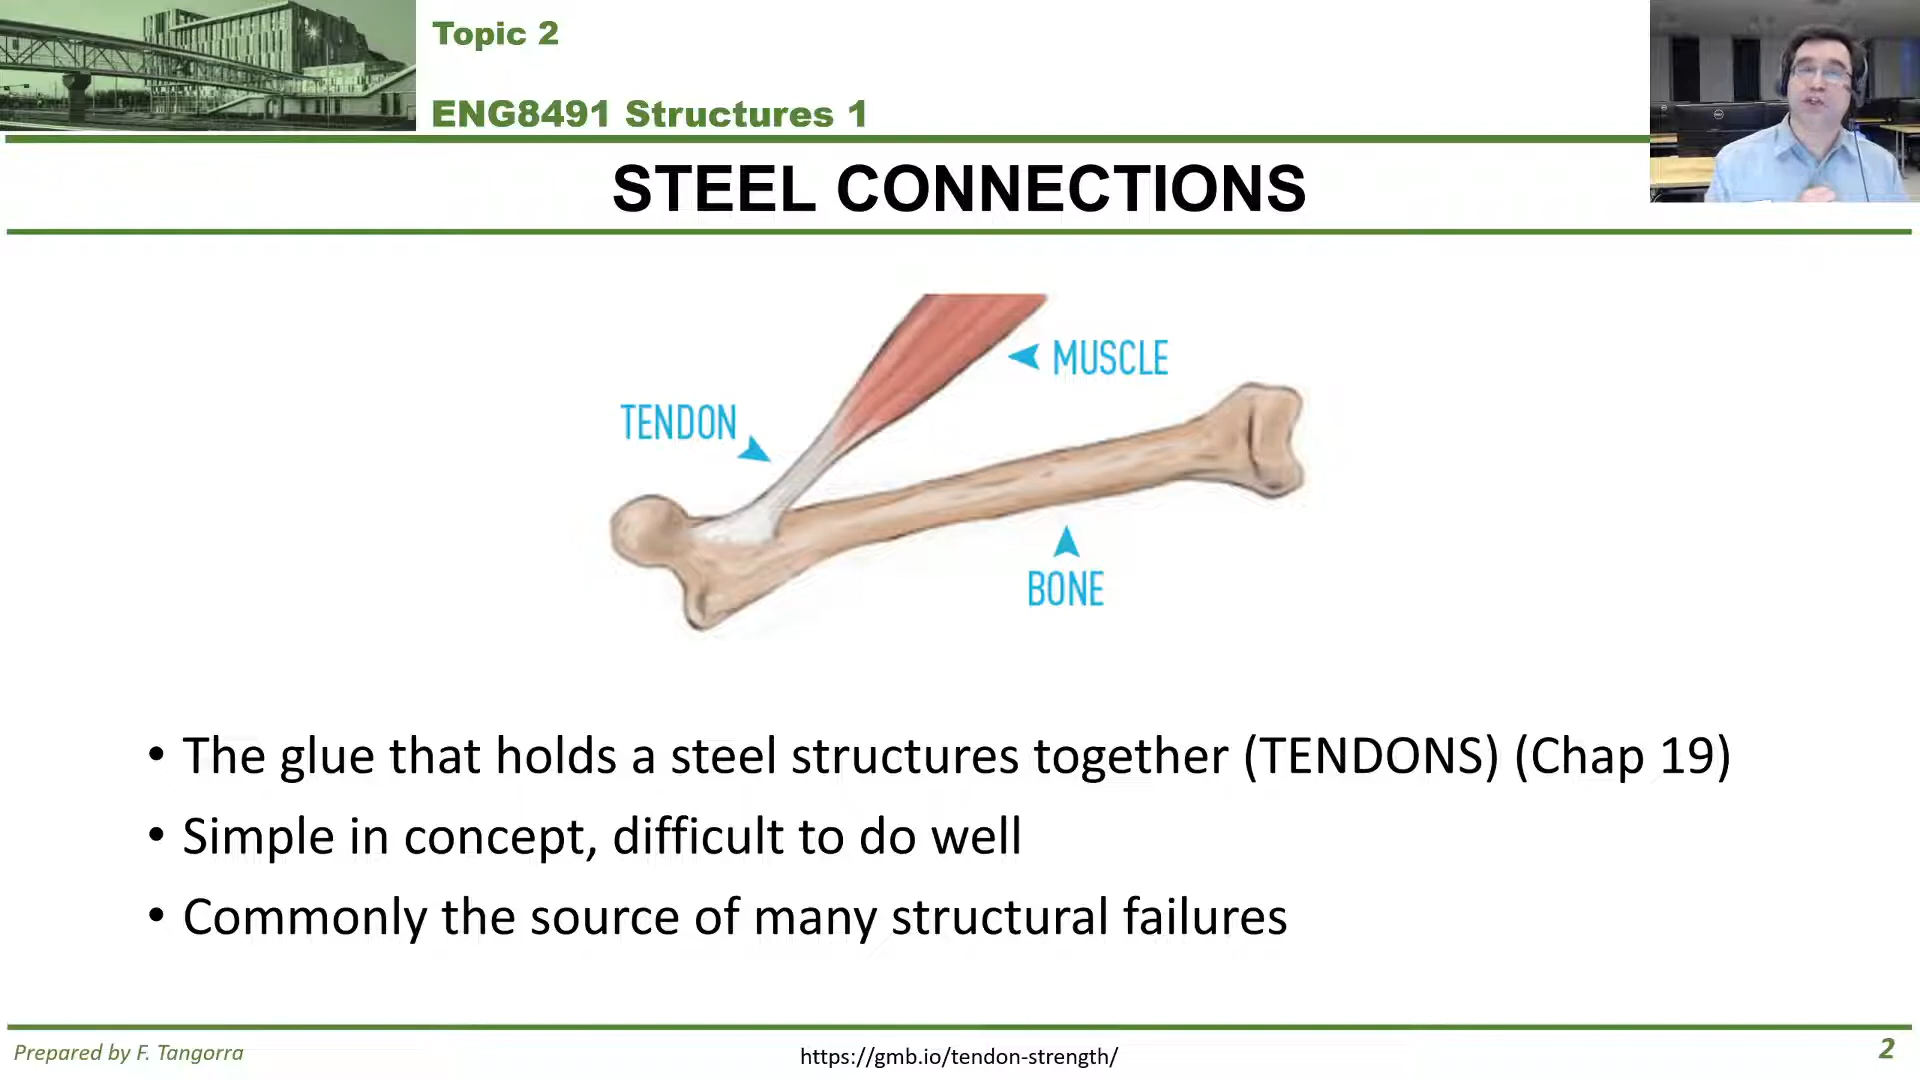 Topic 2
ENG8491 Structures 1
STEEL CONNECTIONS
MUSCLE
TENDON
BONE
• The glue that holds a steel structures together (TENDONS) (Chap 19)
• Simple in concept, difficult to do well
• Commonly the source of many structural failures
Prepared by F. Tangorra
https://gmb.io/tendon-strength/
2